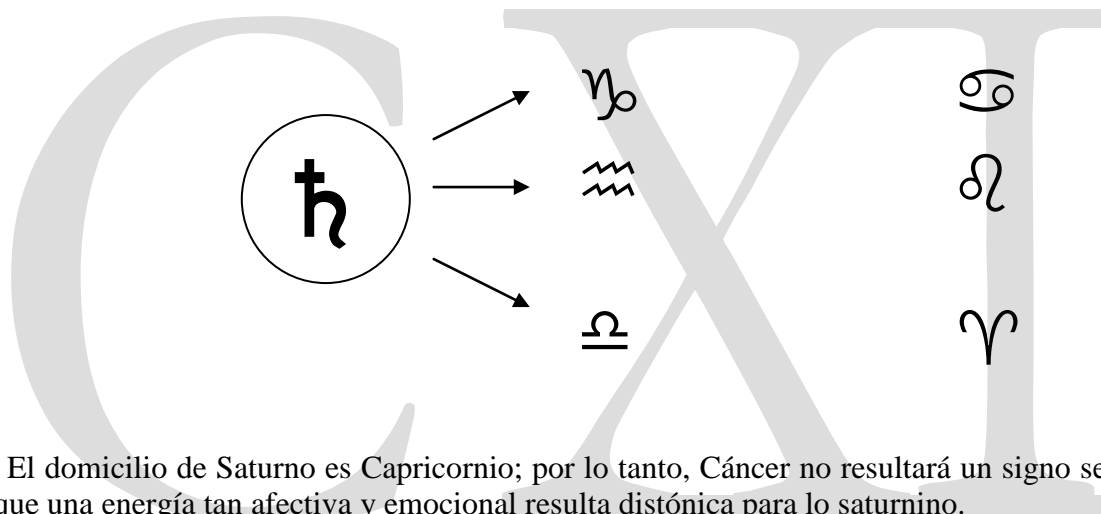 CXI
♄ ♑ ♋
♒ ♌
♎ ♈
El domicilio de Saturno es Capricornio; por lo tanto, Cáncer no resultará un signo se
que una energía tan afectiva y emocional resulta distónica para lo saturnino.